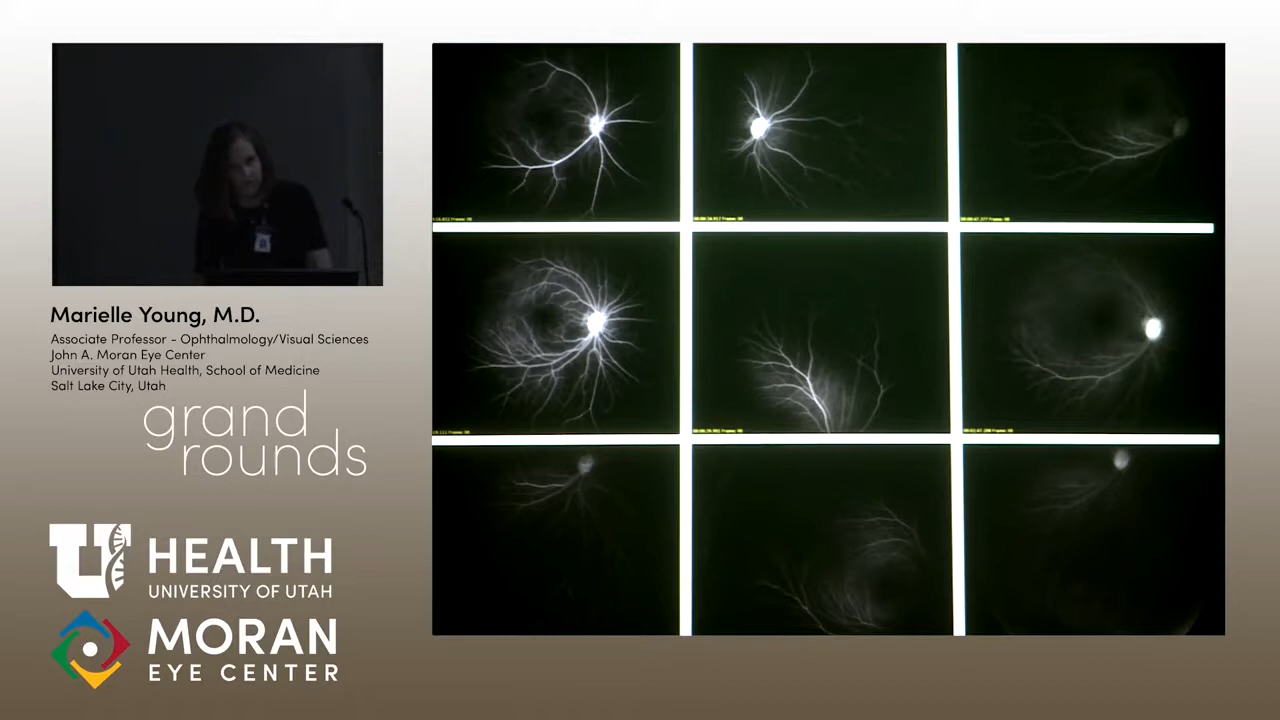 Marielle Young, M.D.
Associate Professor - Ophthalmology/Visual Sciences
John A. Moran Eye Center
University of Utah Health, School of Medicine
Salt Lake City, Utah
grand
rounds
U HEALTH
UNIVERSITY OF UTAH
MORAN
EYE CENTER